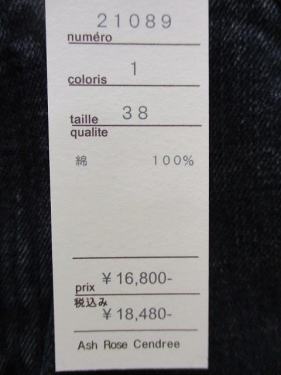 21089
numéro
coloris 1
taille 38
qualite
綿 100%
prix ¥16,800-
税込み
¥18,480-
Ash Rose Cendree